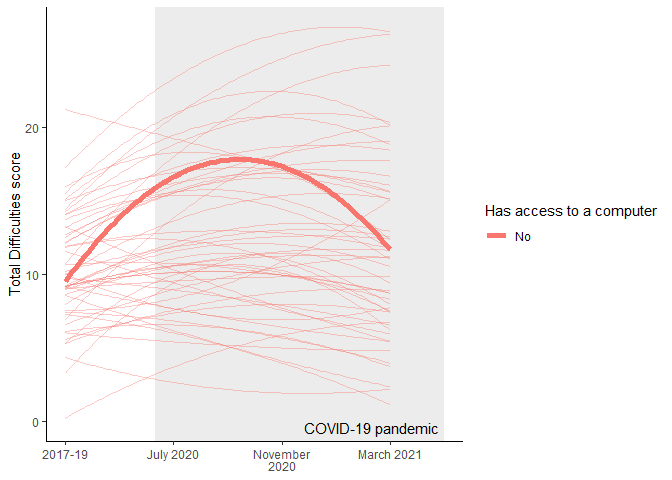 Total Difficulties score
20
10
0
COVID-19 pandemic
2017-19
July 2020
November
2020
March 2021
Has access to a computer
No